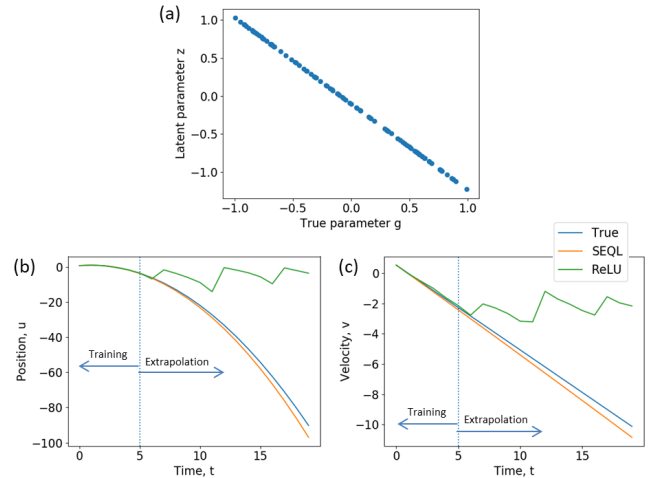 (a)
Latent parameter z
1.0
0.5
0.0
−0.5
−1.0
−1.0 −0.5 0.0 0.5 1.0
True parameter g
True
SEQL
ReLU
(b)
Position, u
0
−20
−40
−60
−80
−100
Training
Extrapolation
0 5 10 15
Time, t
(c)
Velocity, v
0
−2
−4
−6
−8
−10
Training
Extrapolation
0 5 10 15
Time, t